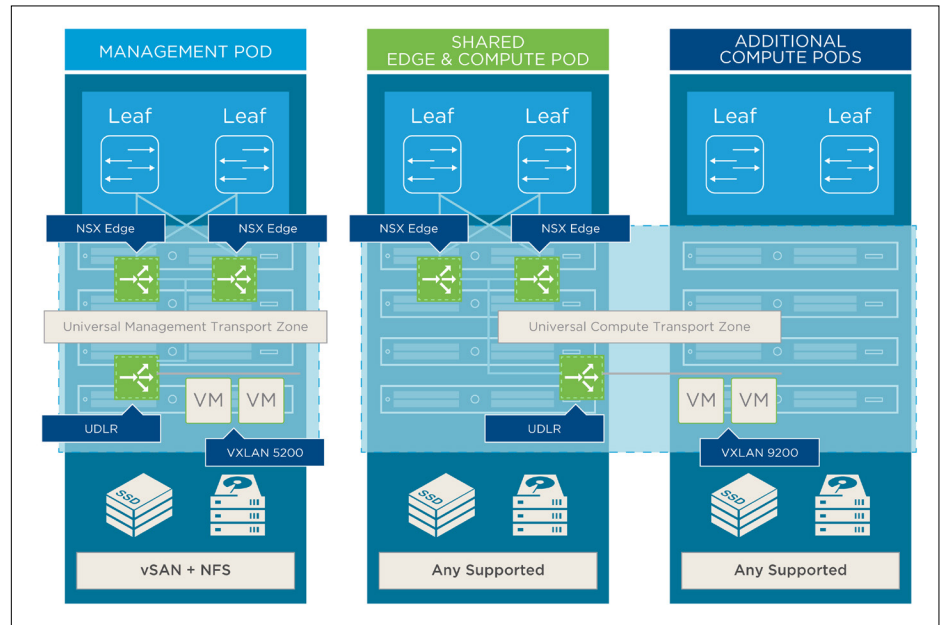 MANAGEMENT POD
SHARED
EDGE & COMPUTE POD
ADDITIONAL
COMPUTE PODS
Leaf Leaf
Leaf Leaf
Leaf Leaf
NSX Edge NSX Edge
NSX Edge NSX Edge
Universal Management Transport Zone
Universal Compute Transport Zone
VM VM
VM VM
UDLR
UDLR
VXLAN 5200
VXLAN 9200
SSD
SSD
SSD
vSAN + NFS
Any Supported
Any Supported